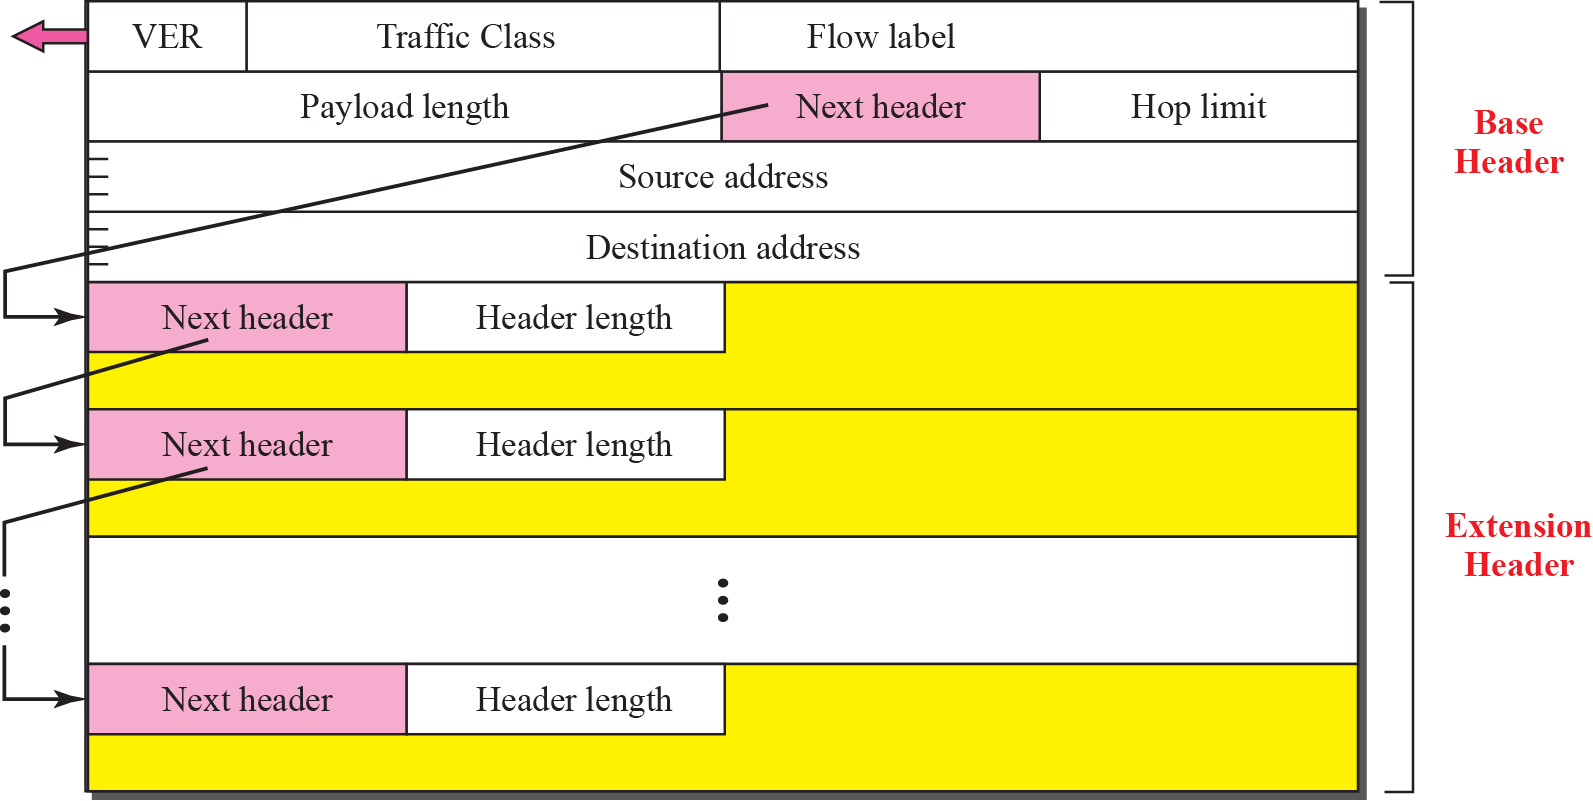 VER Traffic Class Flow label
Payload length Next header Hop limit
Base
Header
Source address
Destination address
Next header Header length
Next header Header length
Extension
Header
Next header Header length